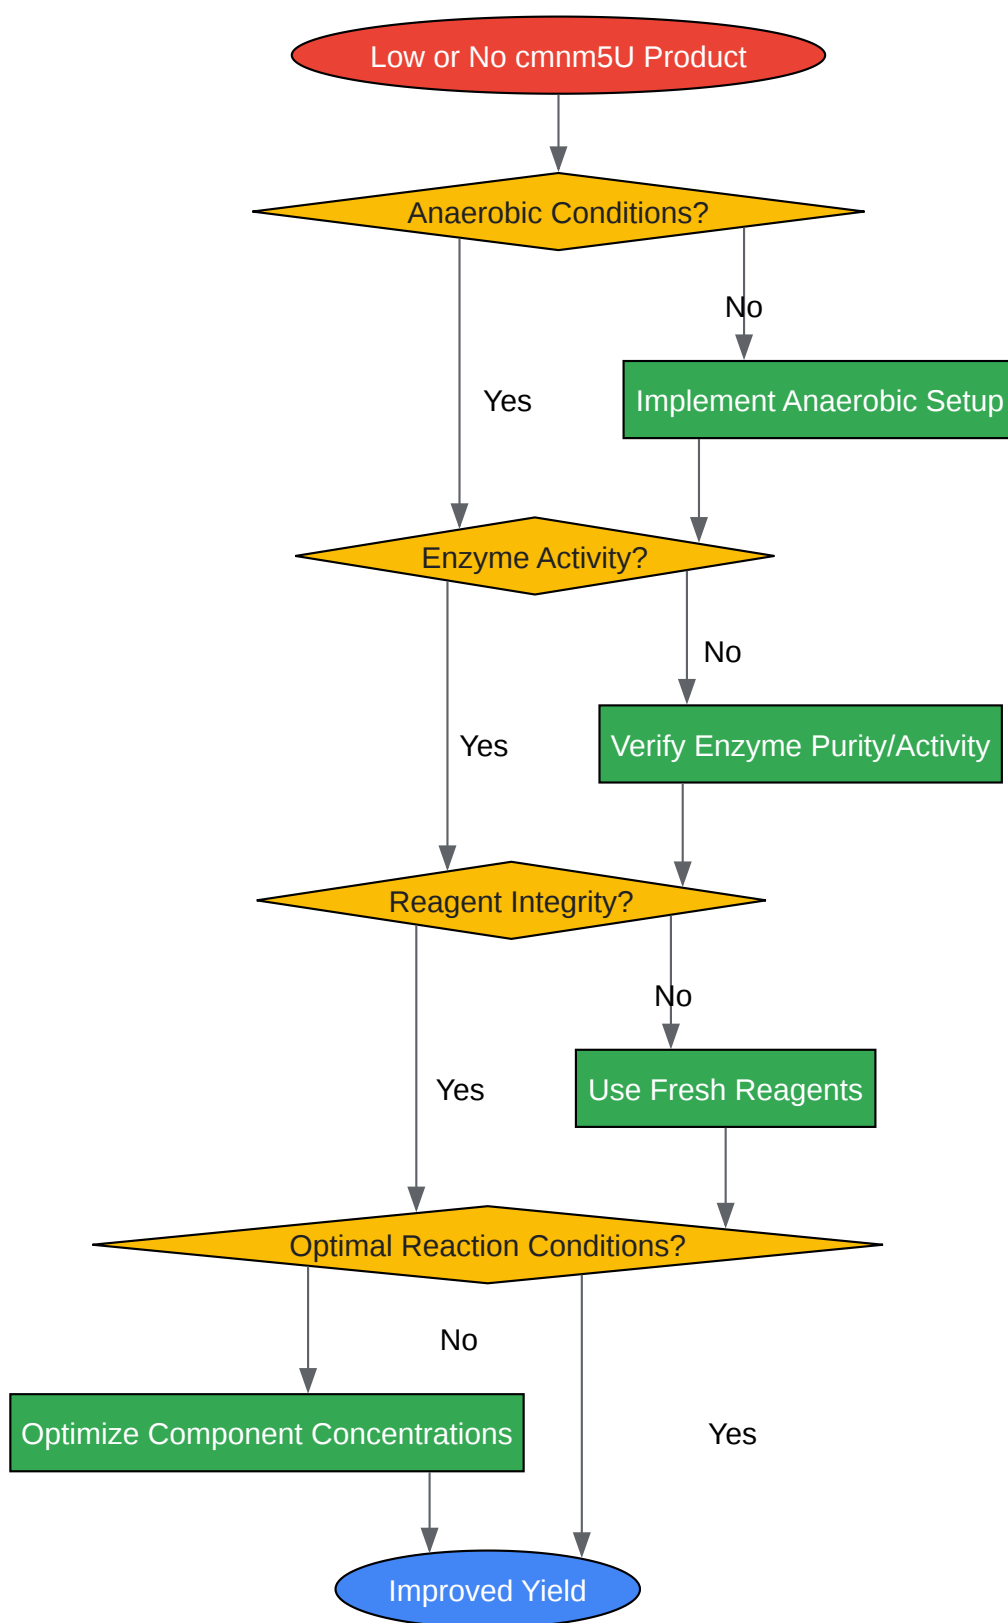 Low or No cmnm5U Product
Anaerobic Conditions?
No
Yes
Implement Anaerobic Setup
Enzyme Activity?
No
Yes
Verify Enzyme Purity/Activity
Reagent Integrity?
No
Yes
Use Fresh Reagents
Optimal Reaction Conditions?
No
Optimize Component Concentrations
Yes
Improved Yield